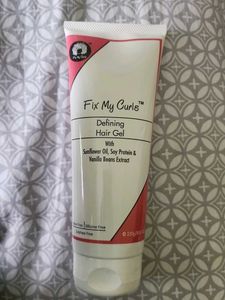 Fix My Curls™
Defining
Hair Gel
With
Sunflower Oil, Soy Protein &
Vanilla Beans Extract